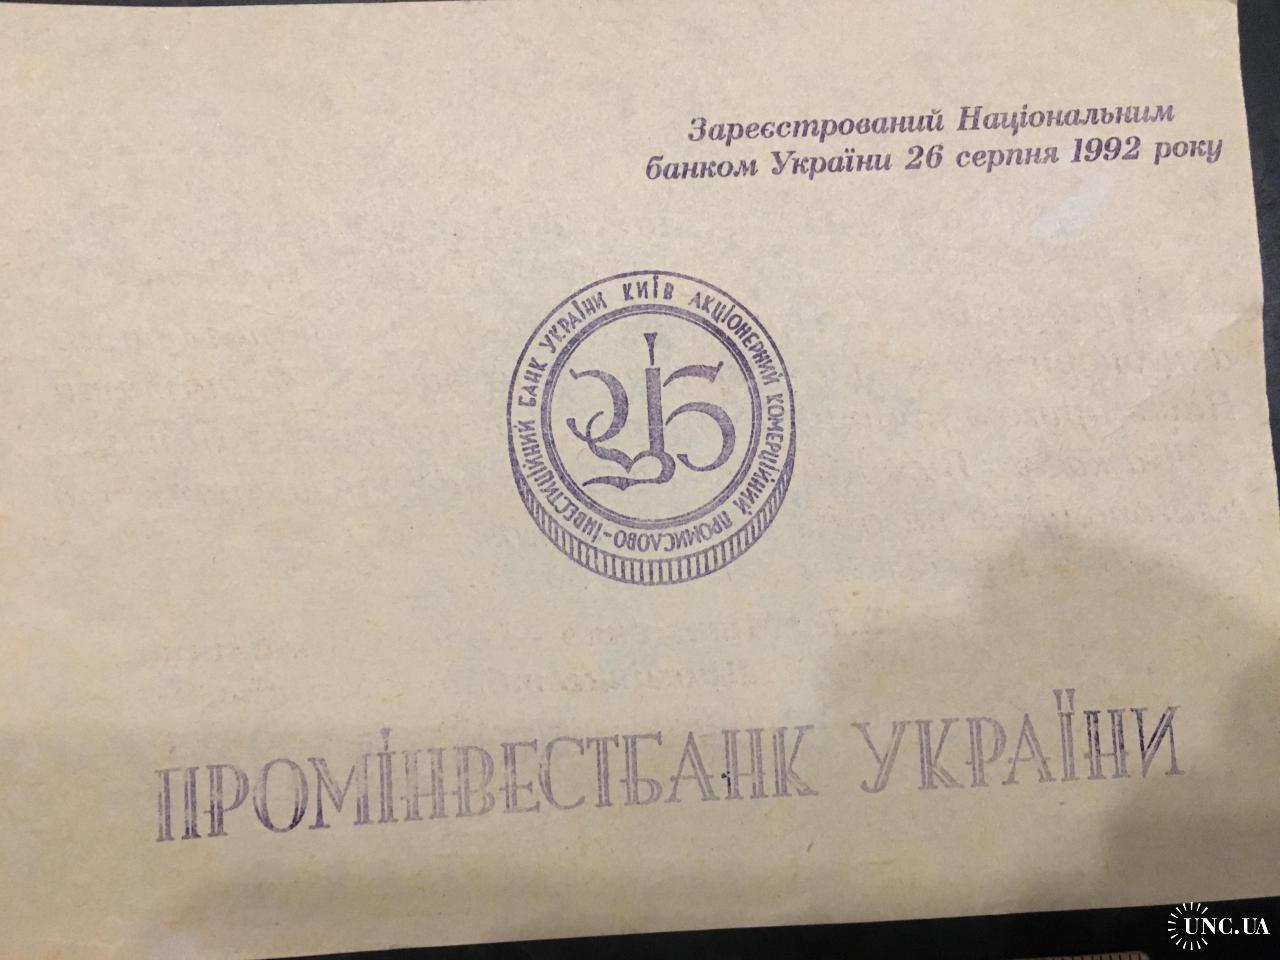 Зареєстрований Національним
банком України 26 серпня 1992 року
АКЦІОНЕРНИЙ КОМЕРЦІЙНИЙ ПРОМИСЛОВО-ІНВЕСТИЦІЙНИЙ БАНК УКРАЇНИ КИЇВ
ПРОМІНВЕСТБАНК УКРАЇНИ
UNC.UA